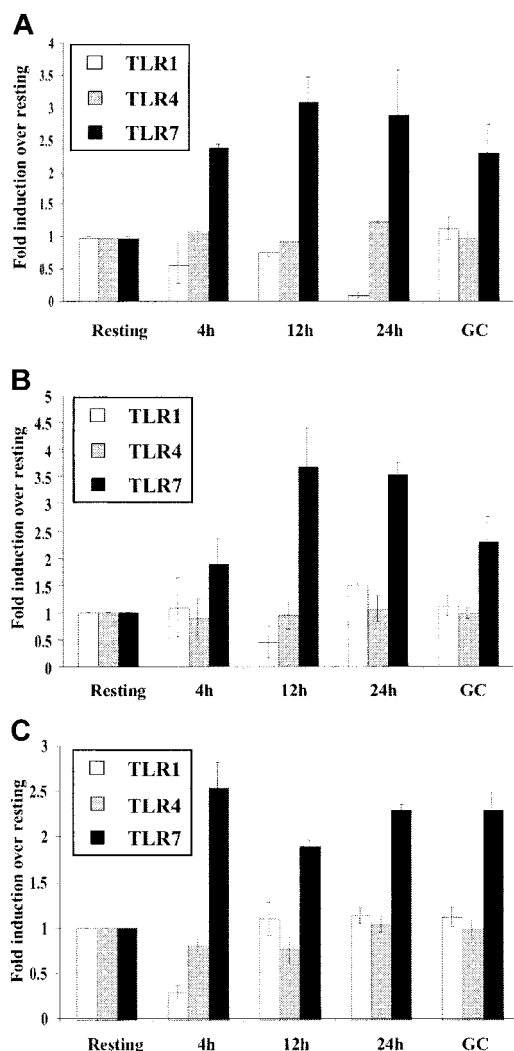 A
Fold induction over resting
4
3.5
3
2.5
2
1.5
1
0.5
0
TLR1
TLR4
TLR7
Resting 4h 12h 24h GC
B
Fold induction over resting
5
4.5
4
3.5
3
2.5
2
1.5
1
0.5
0
TLR1
TLR4
TLR7
Resting 4h 12h 24h GC
C
Fold induction over resting
3
2.5
2
1.5
1
0.5
0
TLR1
TLR4
TLR7
Resting 4h 12h 24h GC